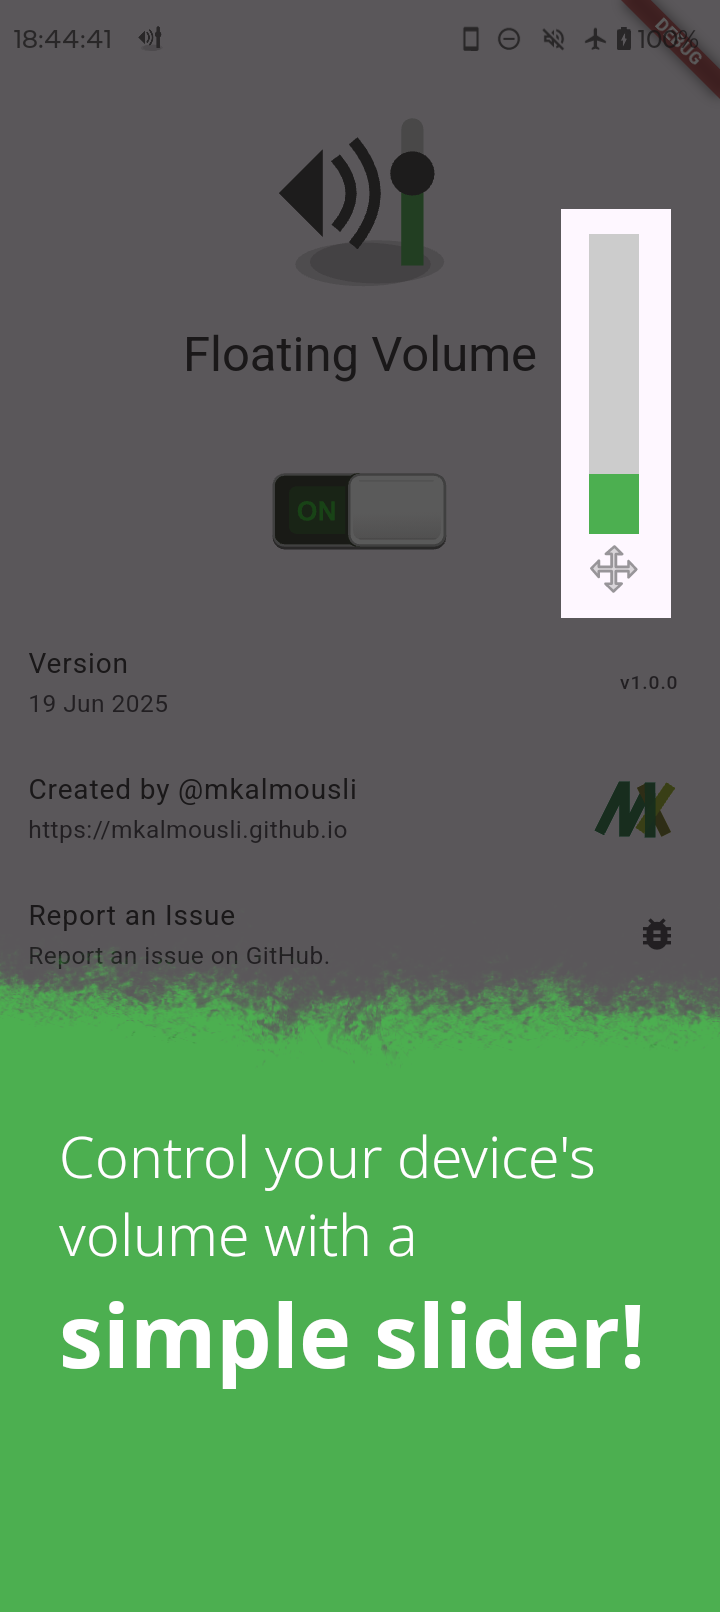 18:44:41 100%
DEBUG
Floating Volume
ON
Version
19 Jun 2025
v1.0.0
Created by @mkalmousli
https://mkalmousli.github.io
MK
Report an Issue
Report an issue on GitHub.
Control your device's
volume with a
simple slider!